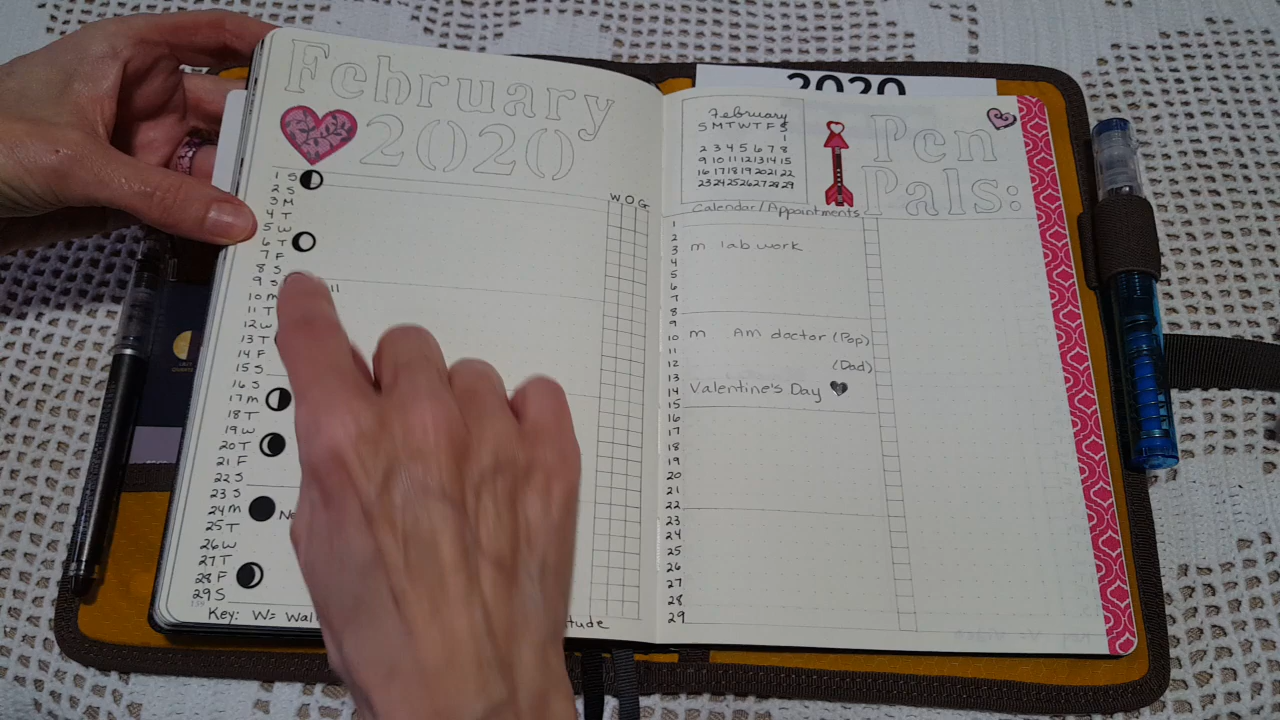 February
2020
W O G
1 S
2 S
3 M
4 T
5 W
6 T
7 F
8 S
9 S
10 m
11 T
12 W
13 T
14 F
15 S
16 S
17 m
18 T
19 W
20 T
21 F
22 S
23 S
24 m
25 T
26 W
27 T
28 F
29 S
139
Key: W=
2020
February
S M T W T F S
1
2 3 4 5 6 7 8
9 10 11 12 13 14 15
16 17 18 19 20 21 22
23 24 25 26 27 28 29
Pen
Pals:
Calendar/Appointments
1
2
3 m lab work
4
5
6
7
8
9
10 m AM doctor (Pop)
11
12 (Dad)
13
14 Valentine's Day
15
16
17
18
19
20
21
22
23
24
25
26
27
28
29